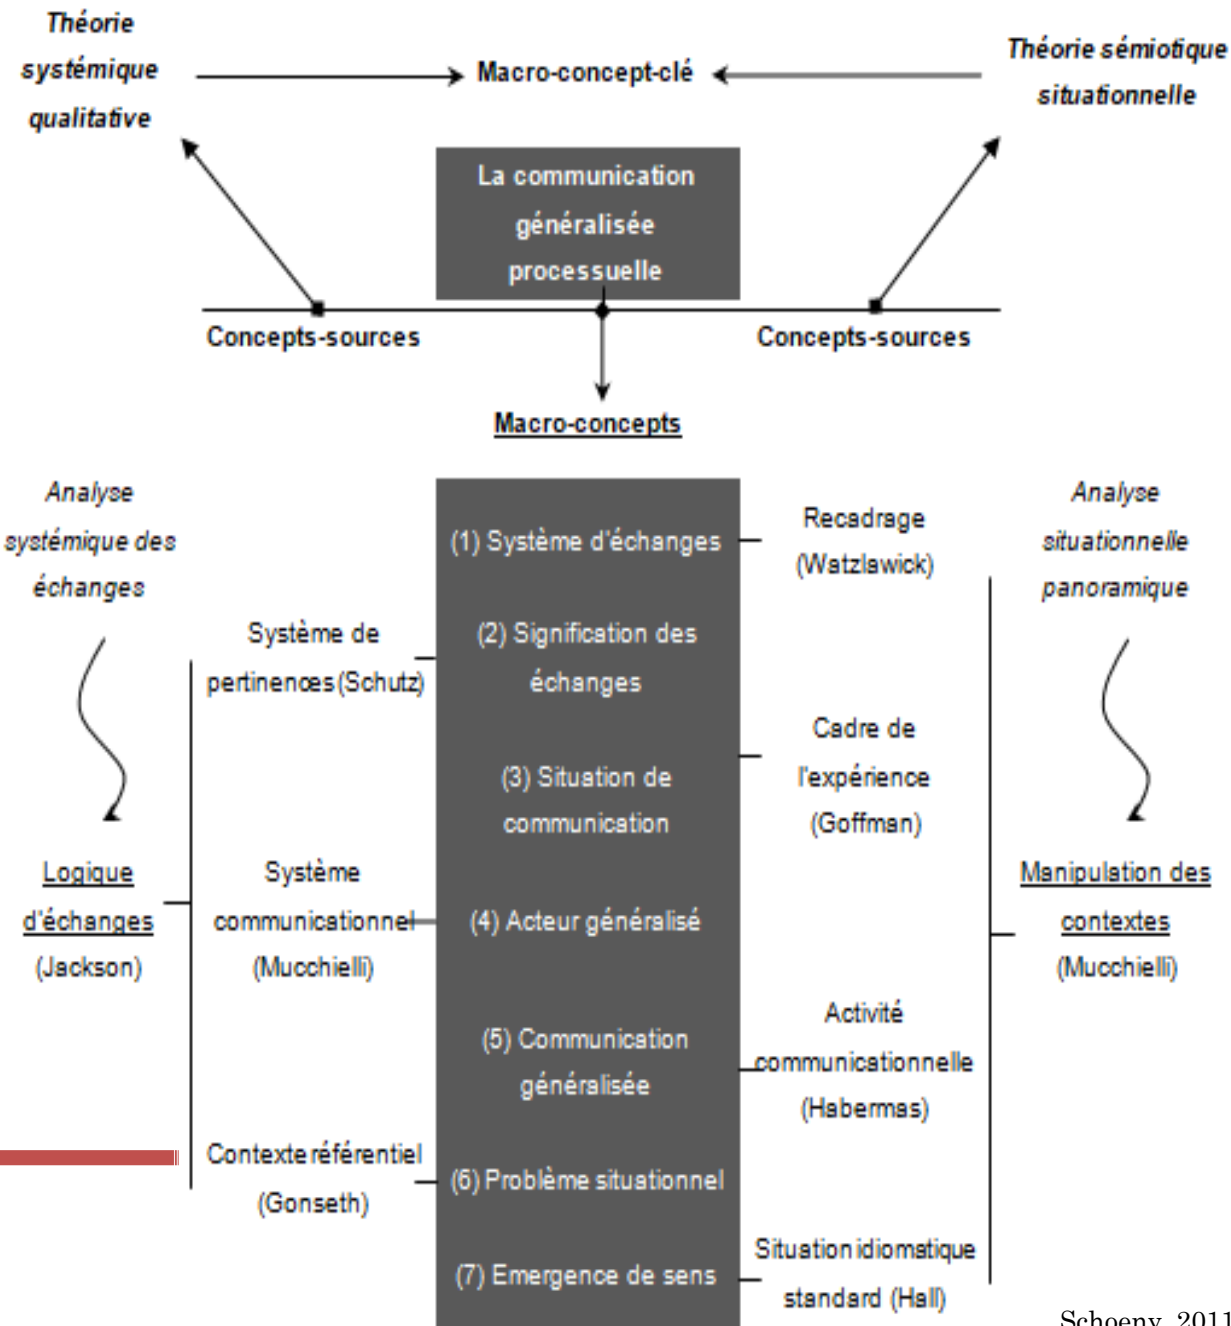 Théorie
systémique
qualitative
Macro-concept-clé
Théorie sémiotique
situationnelle
La communication
généralisée
processuelle
Concepts-sources
Concepts-sources
Macro-concepts
Analyse
systémique des
échanges
Logique
d'échanges
(Jackson)
Système de
pertinences (Schutz)
Système
communicationnel
(Mucchielli)
Contexte référentiel
(Gonseth)
(1) Système d'échanges
(2) Signification des
échanges
(3) Situation de
communication
(4) Acteur généralisé
(5) Communication
généralisée
(6) Problème situationnel
(7) Emergence de sens
Recadrage
(Watzlawick)
Cadre de
l'expérience
(Goffman)
Activité
communicationnelle
(Habermas)
Situation idiomatique
standard (Hall)
Analyse
situationnelle
panoramique
Manipulation des
contextes
(Mucchielli)
Schoeny, 2011